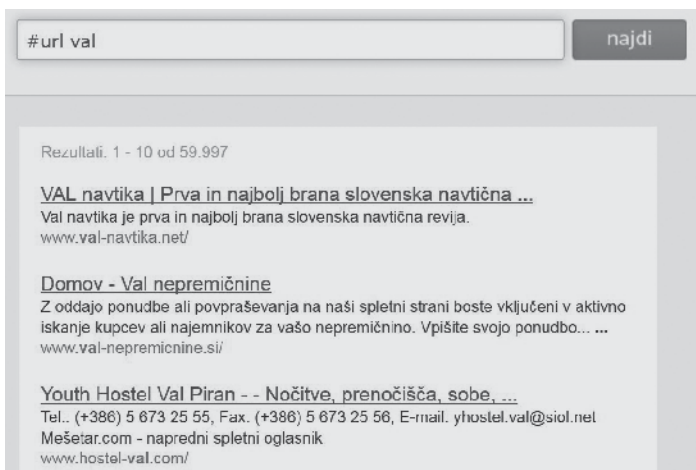 #url val
najdi
Rezultati. 1 - 10 od 59.997
VAL navtika | Prva in najbolj brana slovenska navtična ...
Val navtika je prva in najbolj brana slovenska navtična revija.
www.val-navtika.net/
Domov - Val nepremičnine
Z oddajo ponudbe ali povpraševanja na naši spletni strani boste vključeni v aktivno
iskanje kupcev ali najemnikov za vašo nepremičnino. Vpišite svojo ponudbo... ...
www.val-nepremicnine.si/
Youth Hostel Val Piran - - Nočitve, prenočišča, sobe, ...
Tel.. (+386) 5 673 25 55, Fax. (+386) 5 673 25 56, E-mail. yhostel.val@siol.net
Mešetar.com - napredni spletni oglasnik
www.hostel-val.com/